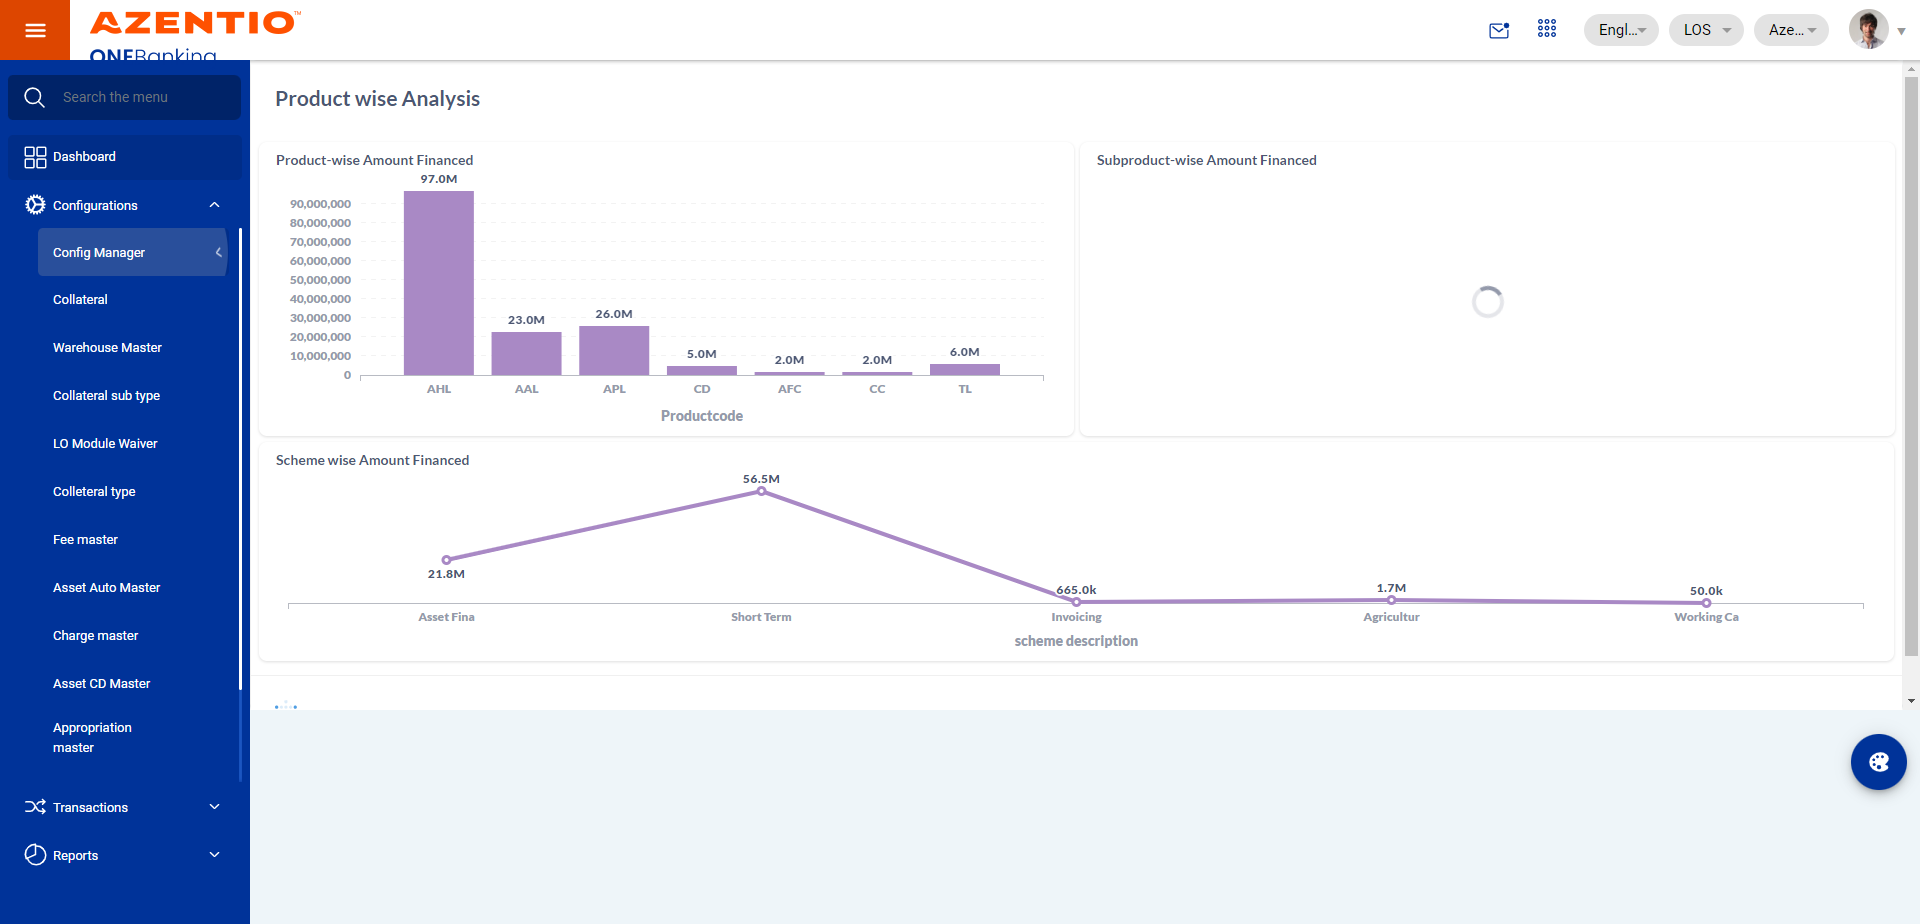 AZENTIO™
ONEBanking
Engl...
LOS
Aze...
Search the menu
Dashboard
Configurations
Config Manager
Collateral
Warehouse Master
Collateral sub type
LO Module Waiver
Colleteral type
Fee master
Asset Auto Master
Charge master
Asset CD Master
Appropriation
master
Transactions
Reports
Product wise Analysis
Product-wise Amount Financed
97.0M
90,000,000
80,000,000
70,000,000
60,000,000
50,000,000
40,000,000
30,000,000
20,000,000
10,000,000
0
23.0M
26.0M
5.0M
2.0M
2.0M
6.0M
AHL
AAL
APL
CD
AFC
CC
TL
Productcode
Subproduct-wise Amount Financed
Scheme wise Amount Financed
56.5M
21.8M
665.0k
1.7M
50.0k
Asset Fina
Short Term
Invoicing
Agricultur
Working Ca
scheme description